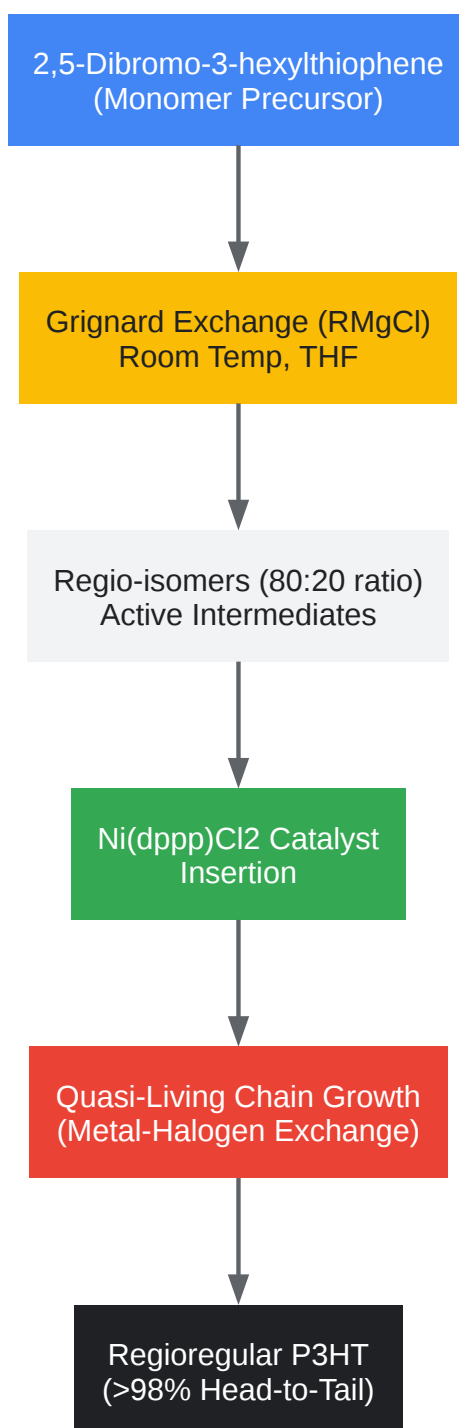 2,5-Dibromo-3-hexylthiophene
(Monomer Precursor)
Grignard Exchange (RMgCl)
Room Temp, THF
Regio-isomers (80:20 ratio)
Active Intermediates
Ni(dppp)Cl2 Catalyst
Insertion
Quasi-Living Chain Growth
(Metal-Halogen Exchange)
Regioregular P3HT
(>98% Head-to-Tail)